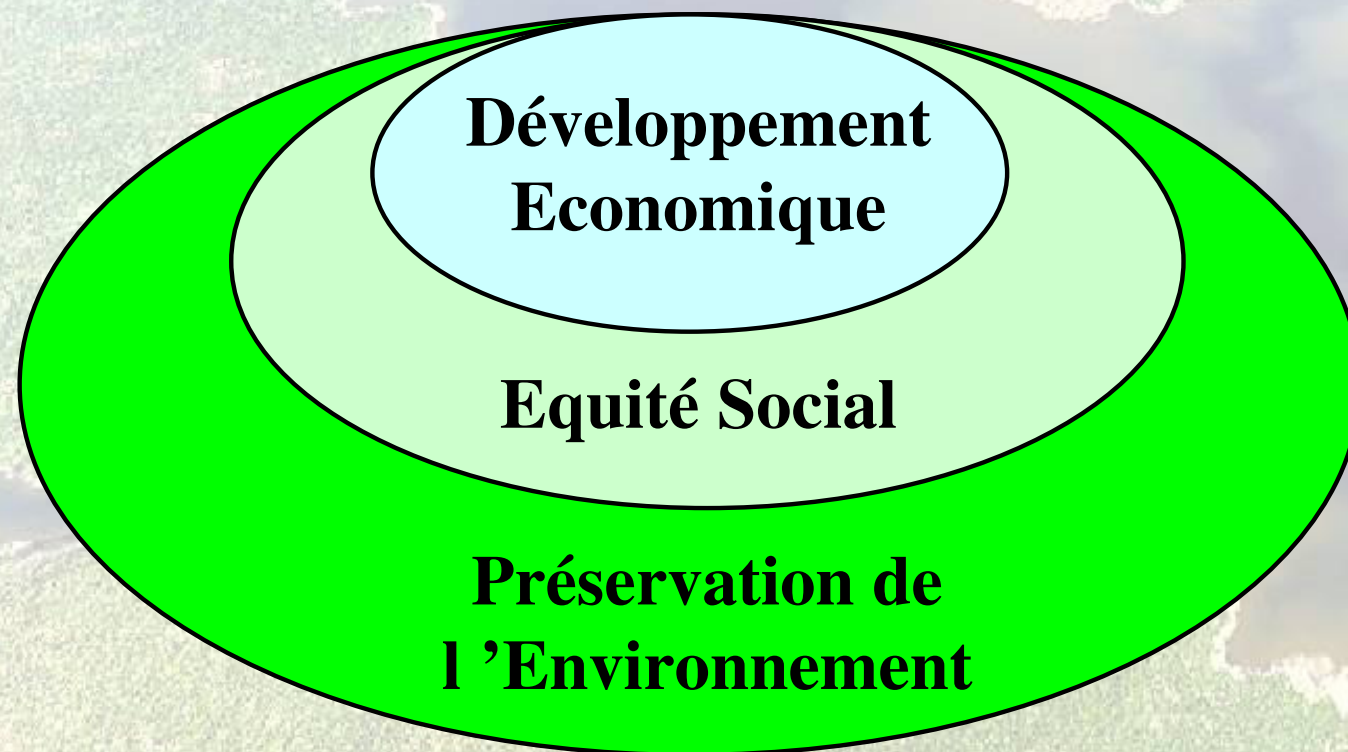 Développement
Economique
Equité Social
Préservation de
l ’Environnement